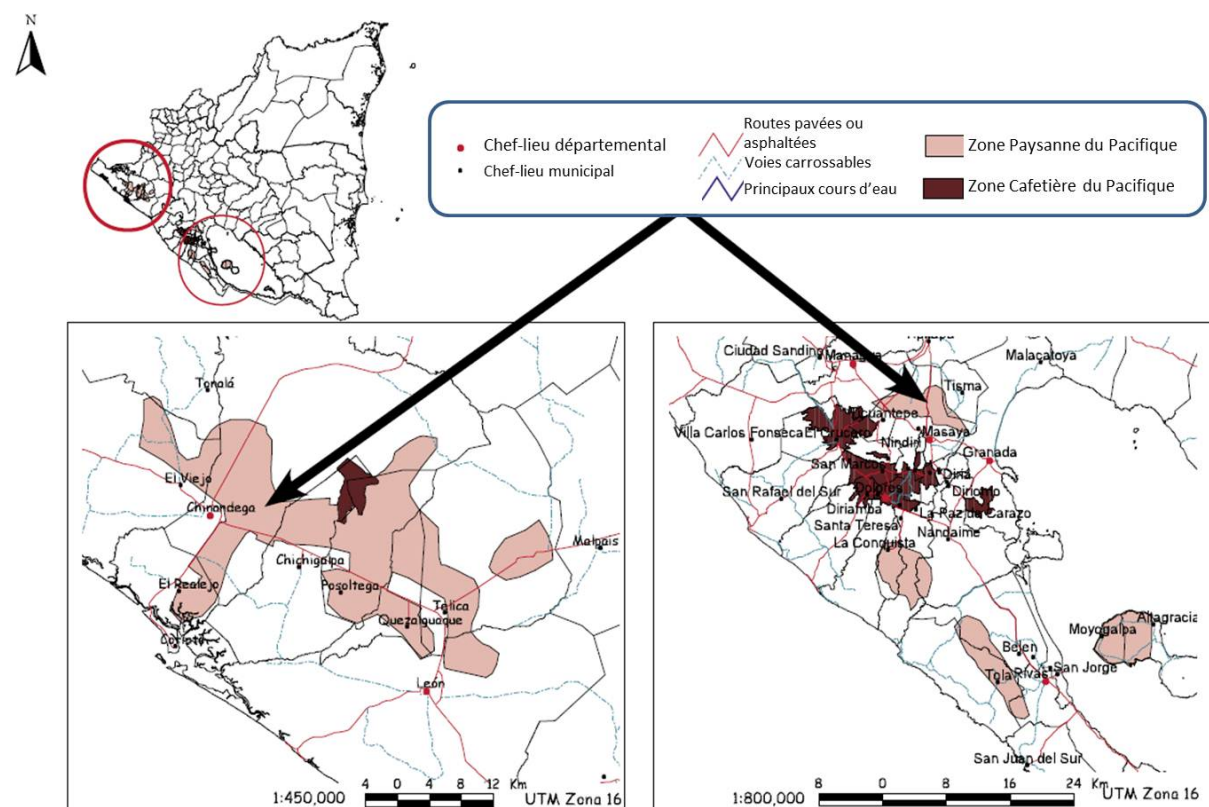 N
Chef-lieu départemental
Chef-lieu municipal
Routes pavées ou
asphaltées
Voies carrossables
Principaux cours d'eau
Zone Paysanne du Pacifique
Zone Cafetière du Pacifique
Tonalá
El Viejo
Chinandega
Chichigalpa
El Realejo
Posoltega
Corinto
Quezalguaque
Telica
Malpais
León
4 0 4 8 12 Km
1:450,000
UTM Zona 16
Ciudad Sandino
Managua
Malacatoya
Tisma
Villa Carlos Fonseca
El Crucero
Nindiri
Masaya
Granada
San Marcos
Diriá
San Rafael del Sur
Dolores
Diriomo
Diriamba
La Paz de Carazo
Santa Teresa
Nandaime
La Conquista
Moyogalpa
Altagracia
Belen
San Jorge
Tola
Rivas
San Juan del Sur
8 0 8 16 24 Km
1:800,000
UTM Zona 16